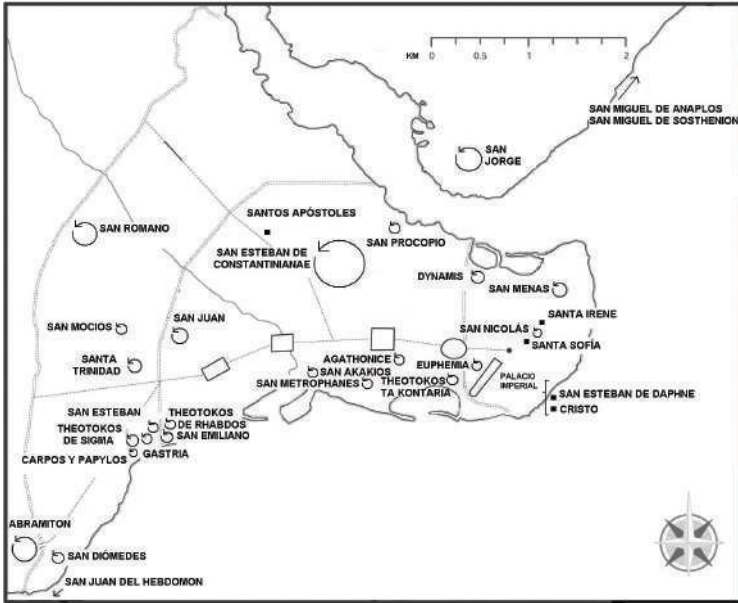 KM
0 0.5 1 2
SAN MIGUEL DE ANAPLOS
SAN MIGUEL DE SOSTHENION
SAN
JORGE
SANTOS APÓSTOLES
SAN ROMANO
SAN PROCOPIO
SAN ESTEBAN DE
CONSTANTINIANAE
DYNAMIS
SAN MENAS
SANTA IRENE
SAN MOCIOS
SAN JUAN
SAN NICOLÁS
SANTA SOFÍA
SANTA
TRINIDAD
AGATHONICE
SAN AKAKIOS
SAN METROPHANES
EUPHEMIA
THEOTOKOS
TA KONTARIA
PALACIO
IMPERIAL
SAN ESTEBAN DE DAPHNE
CRISTO
SAN ESTEBAN
THEOTOKOS
DE SIGMA
THEOTOKOS
DE RHABDOS
SAN EMILIANO
CARPOS Y PAPYLOS
GASTRIA
ABRAMITON
SAN DIÓMEDES
SAN JUAN DEL HEBDOMON